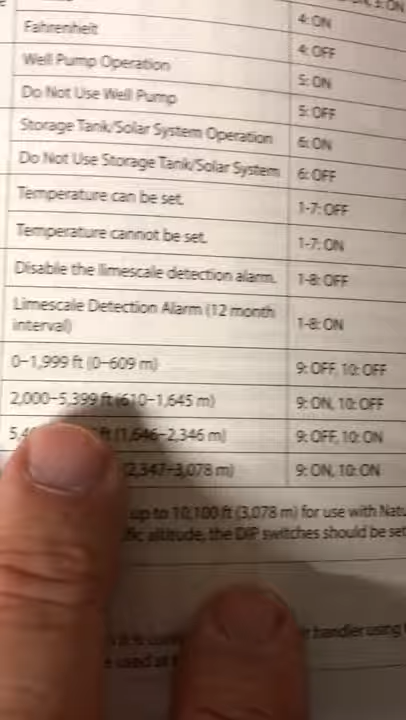 3: ON
Fahrenheit 4: ON
4: OFF
Well Pump Operation 5: ON
Do Not Use Well Pump 5: OFF
Storage Tank/Solar System Operation 6: ON
Do Not Use Storage Tank/Solar System 6: OFF
Temperature can be set. 1-7: OFF
Temperature cannot be set. 1-7: ON
Disable the limescale detection alarm. 1-8: OFF
Limescale Detection Alarm (12 month
interval) 1-8: ON
0–1,999 ft (0–609 m) 9: OFF, 10: OFF
2,000–5,399 ft (610–1,645 m) 9: ON, 10: OFF
ft (1,646–2,346 m) 9: OFF, 10: ON
(2,347–3,078 m) 9: ON, 10: ON
up to 10,100 ft (3,078 m) for use with
altitude, the DIP switches should be set
handler using
used